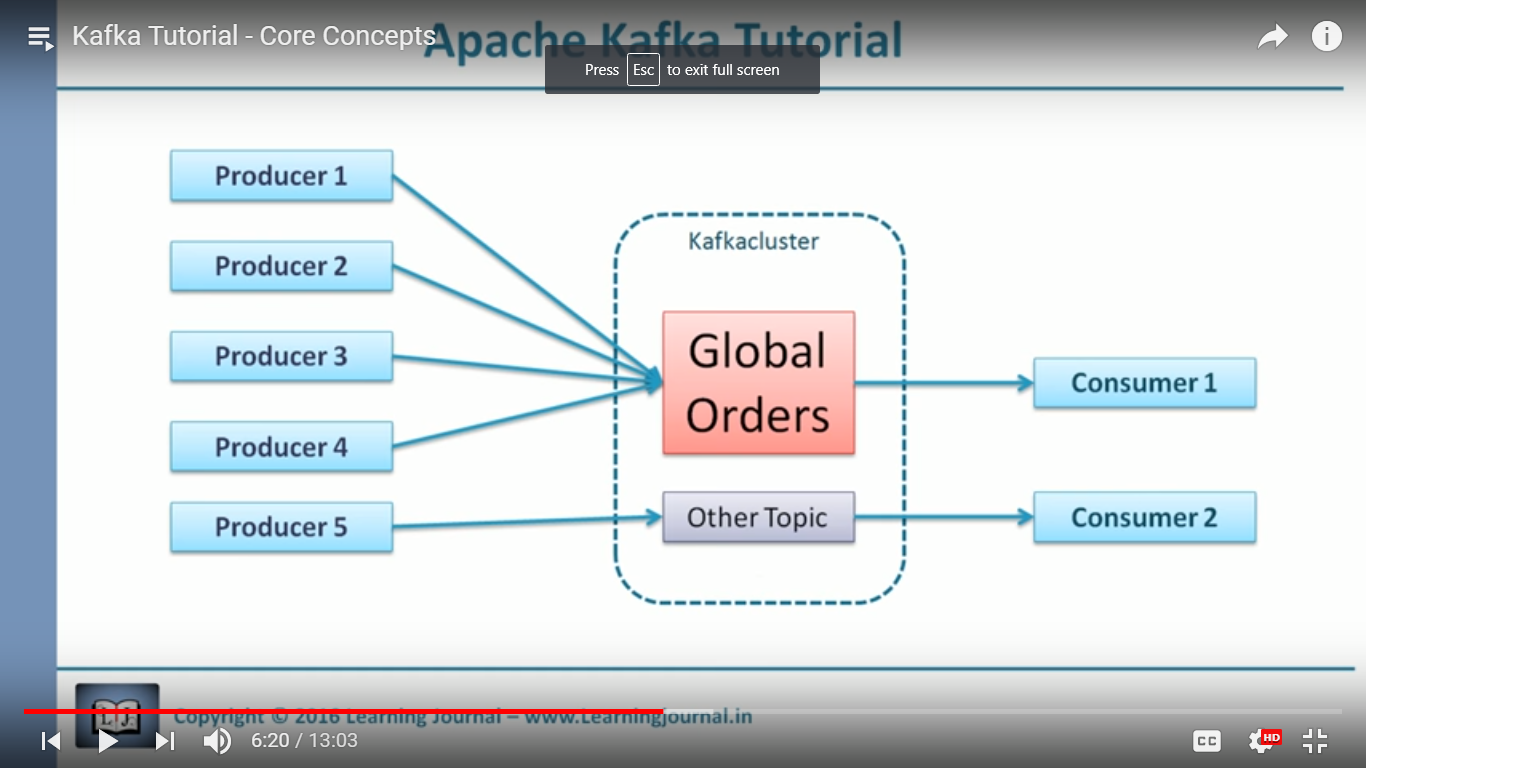 Kafka Tutorial - Core Concepts
Apache Kafka Tutorial
Press Esc to exit full screen
Producer 1
Producer 2
Producer 3
Producer 4
Producer 5
Kafkacluster
Global
Orders
Other Topic
Consumer 1
Consumer 2
LJ
Copyright © 2016 Learning Journal – www.Learningjournal.in
6:20 / 13:03
CC
HD